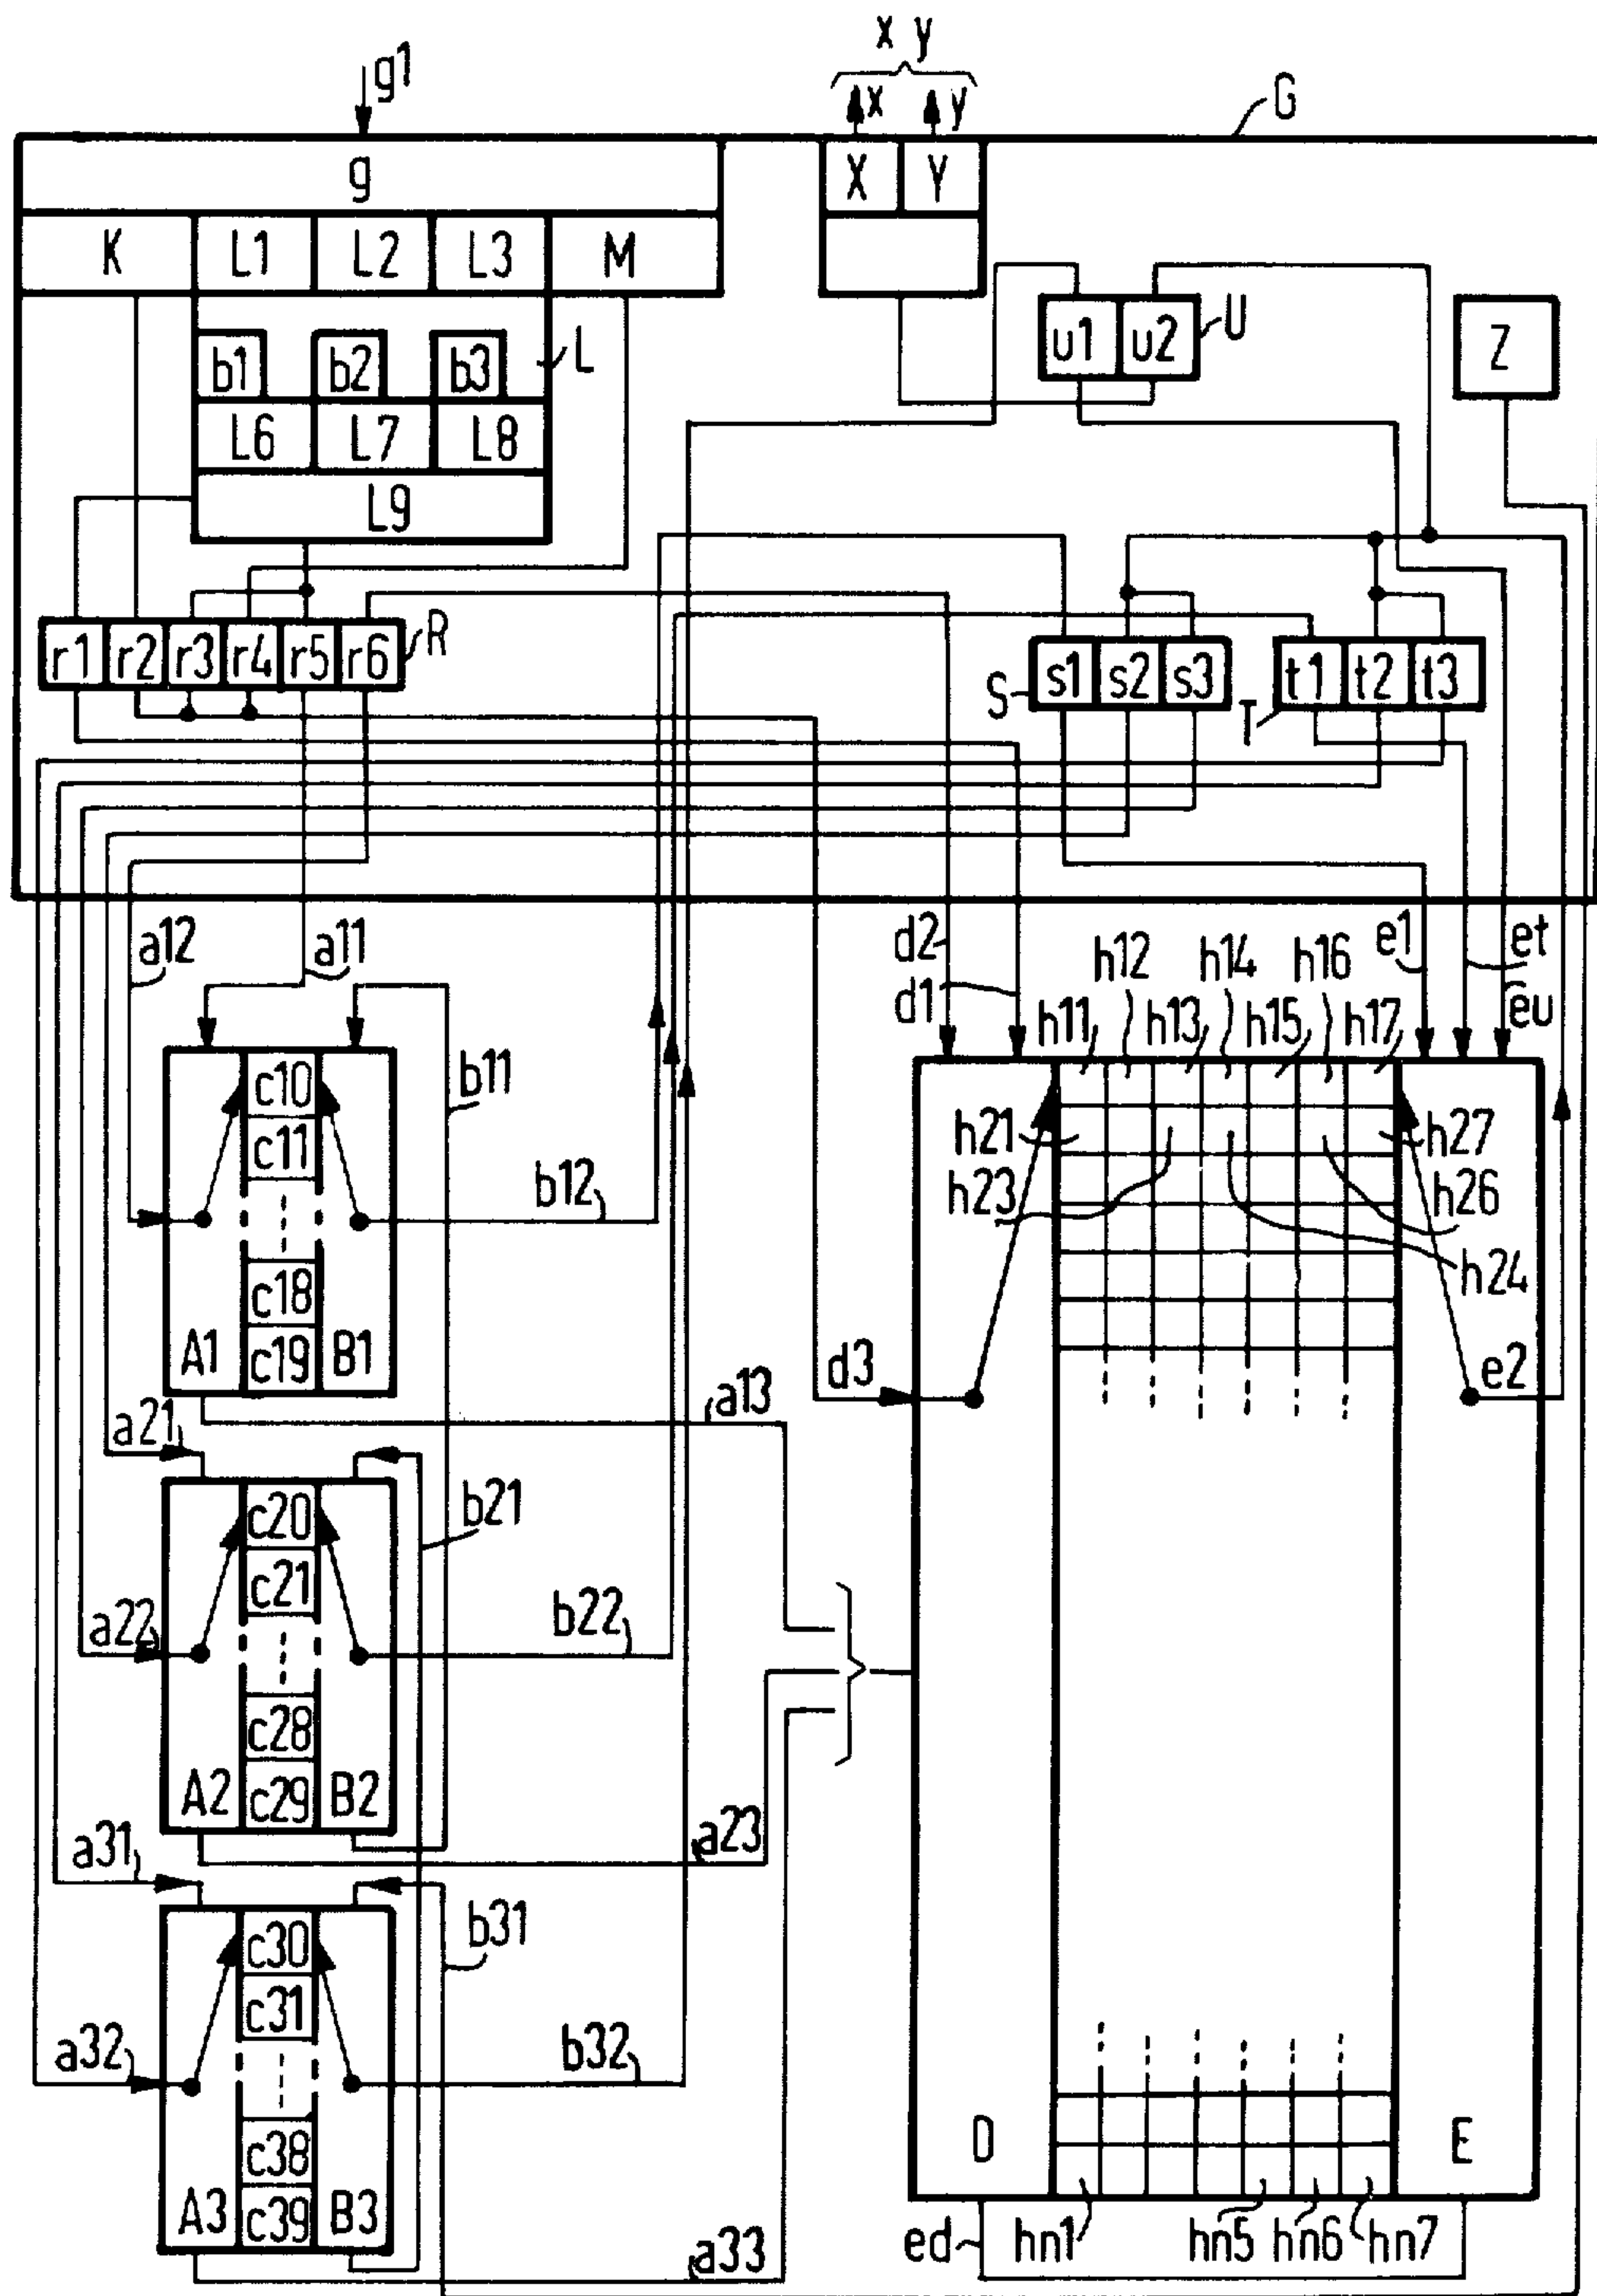 x y
g1
x y
G
g
X Y
K L1 L2 L3 M
u1 u2 U
Z
b1 b2 b3 L
L6 L7 L8
L9
r1 r2 r3 r4 r5 r6 R
S s1 s2 s3
T t1 t2 t3
a12 a11
d2
d1
h12 h14 h16
h11 h13 h15 h17
e1 et
eu
c10
c11
b11
h21 h27
h23 h26
h24
b12
c18
A1 c19 B1
d3
e2
a13
a21
c20
c21
b21
a22
b22
c28
A2 c29 B2
a23
a31
c30
c31
b31
a32
b32
c38
A3 c39 B3
D E
a33
ed hn1 hn5 hn6 hn7